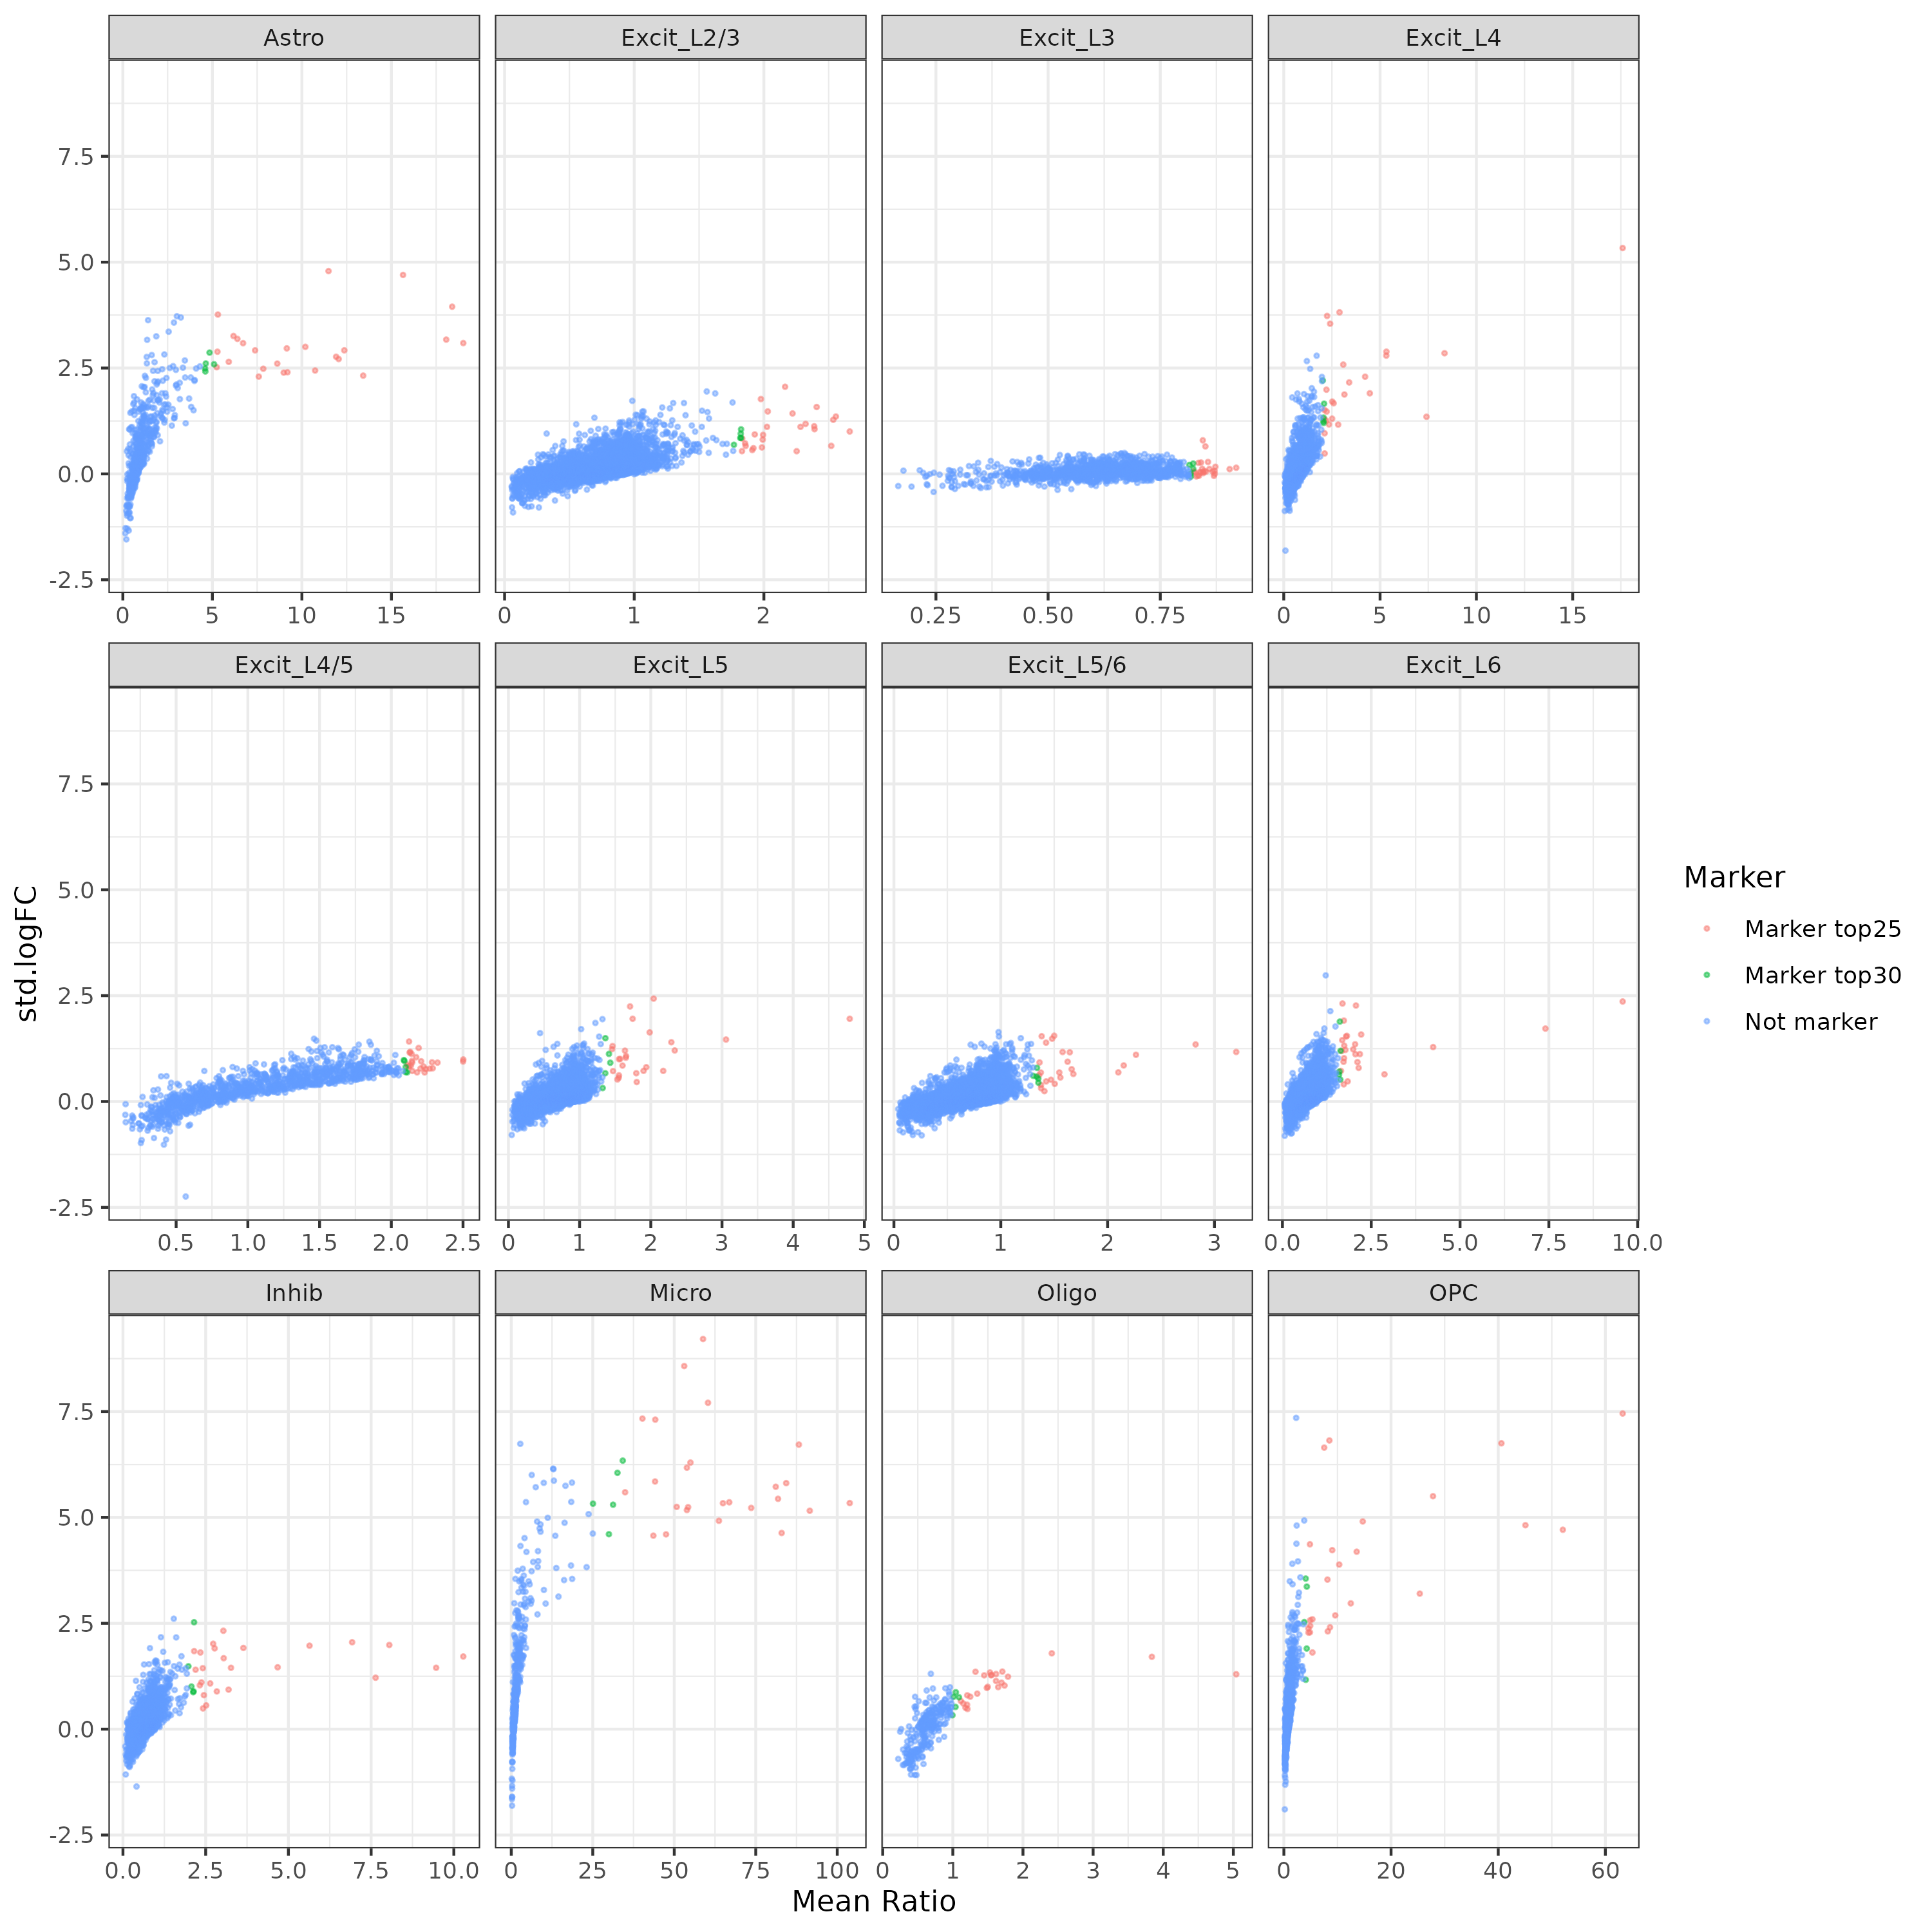 Astro Excit_L2/3 Excit_L3 Excit_L4
7.5
5.0
2.5
0.0
-2.5
0 5 10 15 0 1 2 0.25 0.50 0.75 0 5 10 15
Excit_L4/5 Excit_L5 Excit_L5/6 Excit_L6
7.5
5.0
2.5
0.0
-2.5
0.5 1.0 1.5 2.0 2.5 0 1 2 3 4 5 0 1 2 3 0.0 2.5 5.0 7.5 10.0
Inhib Micro Oligo OPC
7.5
5.0
2.5
0.0
-2.5
0.0 2.5 5.0 7.5 10.0 0 25 50 75 100 0 1 2 3 4 5 0 20 40 60
Mean Ratio
std.logFC
Marker
Marker top25
Marker top30
Not marker